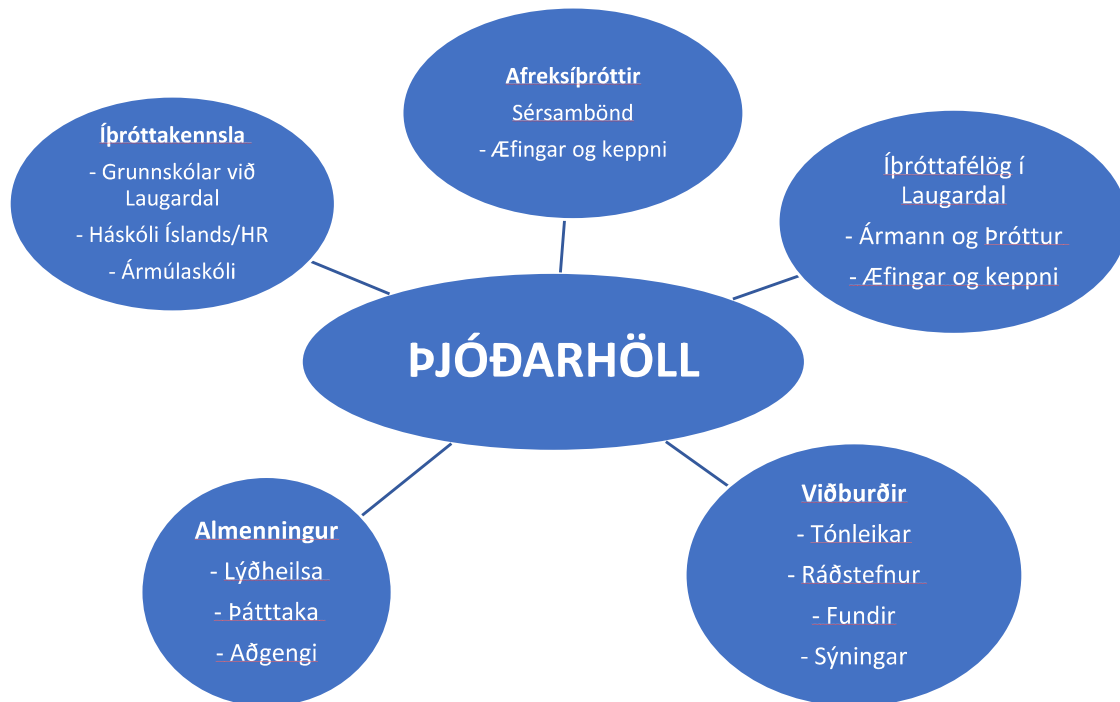 Afreksíþróttir
Sérsambönd
- Æfingar og keppni
Íþróttakennsla
- Grunnskólar við
Laugardal
- Háskóli Íslands/HR
- Ármúlaskóli
Íþróttafélög í
Laugardal
- Ármann og Þróttur
- Æfingar og keppni
ÞJÓÐARHÖLL
Almenningur
- Lýðheilsa
- Þátttaka
- Aðgengi
Viðburðir
- Tónleikar
- Ráðstefnur
- Fundir
- Sýningar